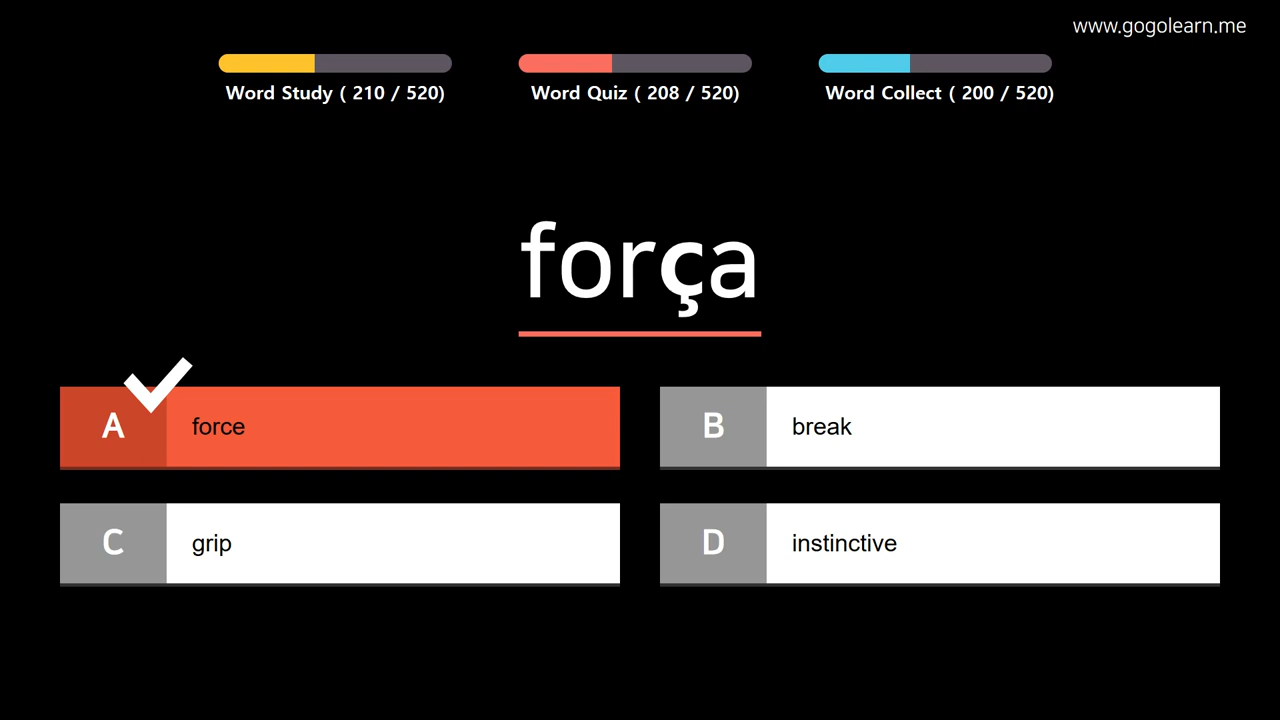 www.gogolearn.me
Word Study ( 210 / 520)
Word Quiz ( 208 / 520)
Word Collect ( 200 / 520)
força
A force
B break
C grip
D instinctive